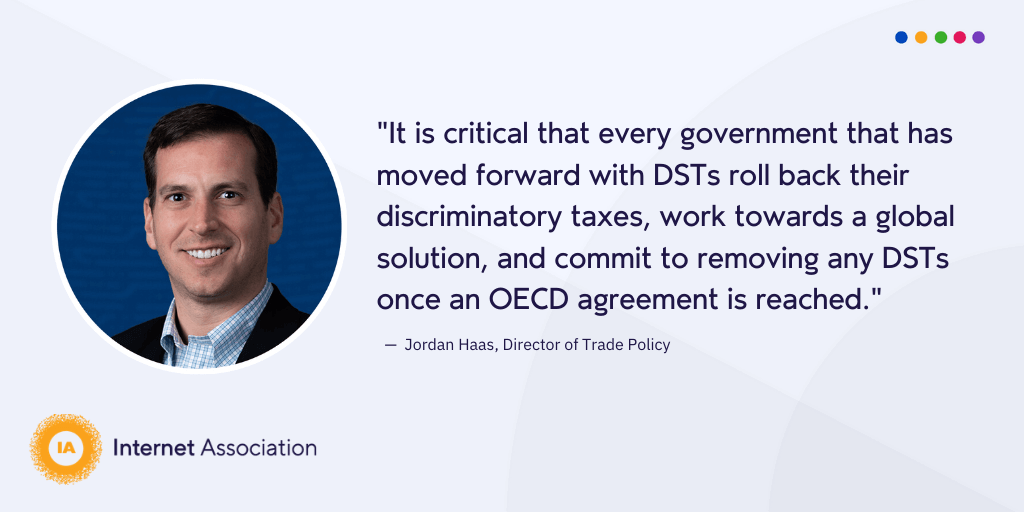 "It is critical that every government that has
moved forward with DSTs roll back their
discriminatory taxes, work towards a global
solution, and commit to removing any DSTs
once an OECD agreement is reached."
— Jordan Haas, Director of Trade Policy
IA Internet Association